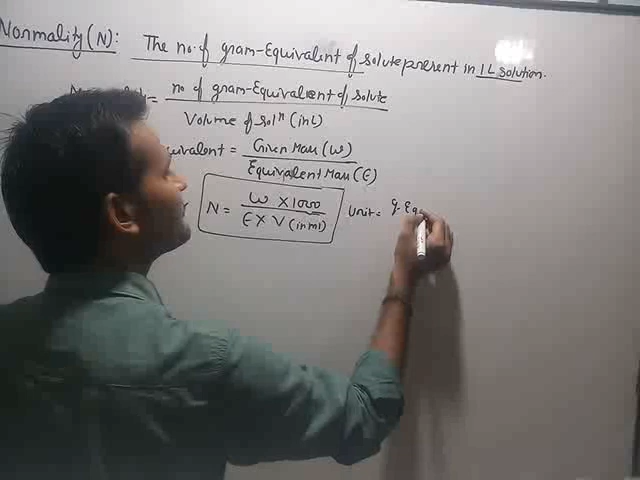 Normality (N): The no. of gram-Equivalent of solute present in 1L solution.
= no of gram-Equivalent of solute
Volume of solⁿ (in L)
= Given Mass (W)
Equivalent Mass (E)
N = W X 1000
E X V (in ml)
Unit = g. Eq